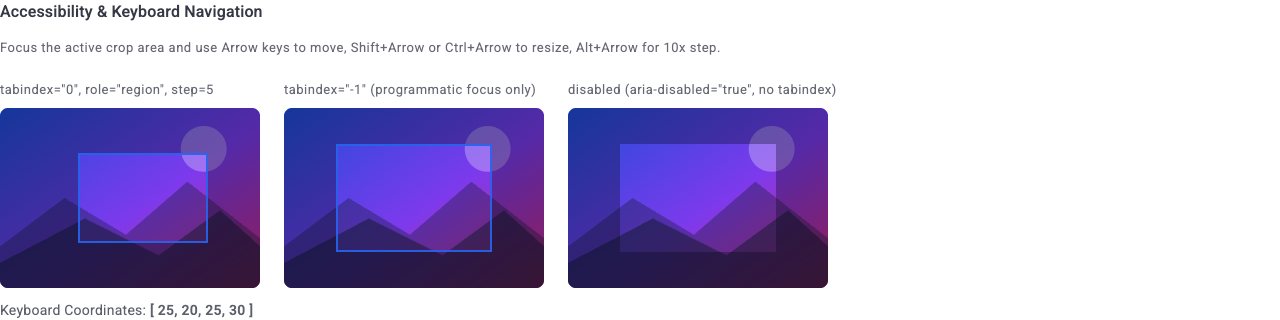 Accessibility & Keyboard Navigation
Focus the active crop area and use Arrow keys to move, Shift+Arrow or Ctrl+Arrow to resize, Alt+Arrow for 10x step.
tabindex="0", role="region", step=5
tabindex="-1" (programmatic focus only)
disabled (aria-disabled="true", no tabindex)
Keyboard Coordinates: [ 25, 20, 25, 30 ]